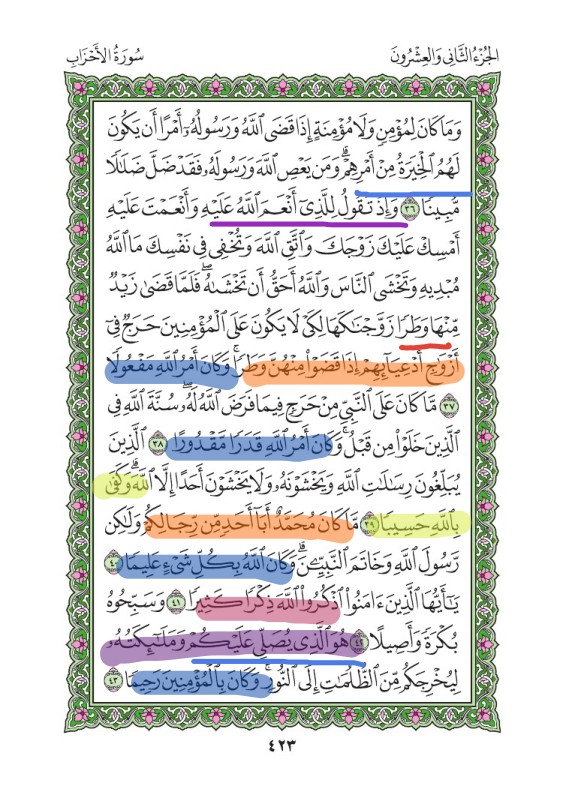 الجُزْءُ الثَّانِي وَالعِشْرُونَ
سُورَةُ الأَحْزَابِ
وَمَا كَانَ لِمُؤْمِنٍ وَلَا مُؤْمِنَةٍ إِذَا قَضَى ٱللَّهُ وَرَسُولُهُۥٓ أَمْرًا أَن يَكُونَ
لَهُمُ ٱلْخِيَرَةُ مِنْ أَمْرِهِمْۗ وَمَن يَعْصِ ٱللَّهَ وَرَسُولَهُۥ فَقَدْ ضَلَّ ضَلَٰلًا
مُّبِينًا ٣٦ وَإِذْ تَقُولُ لِلَّذِىٓ أَنْعَمَ ٱللَّهُ عَلَيْهِ وَأَنْعَمْتَ عَلَيْهِ
أَمْسِكْ عَلَيْكَ زَوْجَكَ وَٱتَّقِ ٱللَّهَ وَتُخْفِى فِى نَفْسِكَ مَا ٱللَّهُ
مُبْدِيهِ وَتَخْشَى ٱلنَّاسَ وَٱللَّهُ أَحَقُّ أَن تَخْشَىٰهُۖ فَلَمَّا قَضَىٰ زَيْدٌ
مِّنْهَا وَطَرًا زَوَّجْنَٰكَهَا لِكَىْ لَا يَكُونَ عَلَى ٱلْمُؤْمِنِينَ حَرَجٌ فِىٓ
أَزْوَٰجِ أَدْعِيَآئِهِمْ إِذَا قَضَوْا۟ مِنْهُنَّ وَطَرًاۚ وَكَانَ أَمْرُ ٱللَّهِ مَفْعُولًا
٣٧ مَّا كَانَ عَلَى ٱلنَّبِىِّ مِنْ حَرَجٍ فِيمَا فَرَضَ ٱللَّهُ لَهُۥۖ سُنَّةَ ٱللَّهِ فِى
ٱلَّذِينَ خَلَوْا۟ مِن قَبْلُۚ وَكَانَ أَمْرُ ٱللَّهِ قَدَرًا مَّقْدُورًا ٣٨ ٱلَّذِينَ
يُبَلِّغُونَ رِسَٰلَٰتِ ٱللَّهِ وَيَخْشَوْنَهُۥ وَلَا يَخْشَوْنَ أَحَدًا إِلَّا ٱللَّهَۗ وَكَفَىٰ
بِٱللَّهِ حَسِيبًا ٣٩ مَّا كَانَ مُحَمَّدٌ أَبَآ أَحَدٍ مِّن رِّجَالِكُمْ وَلَٰكِن
رَّسُولَ ٱللَّهِ وَخَاتَمَ ٱلنَّبِيِّـۧنَۗ وَكَانَ ٱللَّهُ بِكُلِّ شَىْءٍ عَلِيمًا ٤٠
يَٰٓأَيُّهَا ٱلَّذِينَ ءَامَنُوا۟ ٱذْكُرُوا۟ ٱللَّهَ ذِكْرًا كَثِيرًا ٤١ وَسَبِّحُوهُ
بُكْرَةً وَأَصِيلًا ٤٢ هُوَ ٱلَّذِى يُصَلِّى عَلَيْكُمْ وَمَلَٰٓئِكَتُهُۥ
لِيُخْرِجَكُم مِّنَ ٱلظُّلُمَٰتِ إِلَى ٱلنُّورِۚ وَكَانَ بِٱلْمُؤْمِنِينَ رَحِيمًا ٤٣
٤٢٣